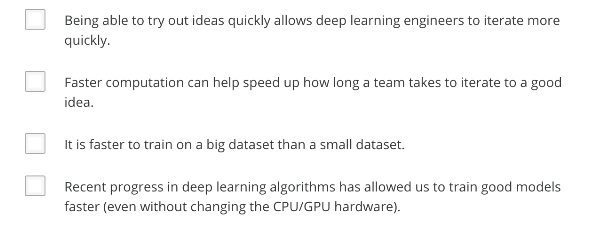 Being able to try out ideas quickly allows deep learning engineers to iterate more
quickly.
Faster computation can help speed up how long a team takes to iterate to a good
idea.
It is faster to train on a big dataset than a small dataset.
Recent progress in deep learning algorithms has allowed us to train good models
faster (even without changing the CPU/GPU hardware).